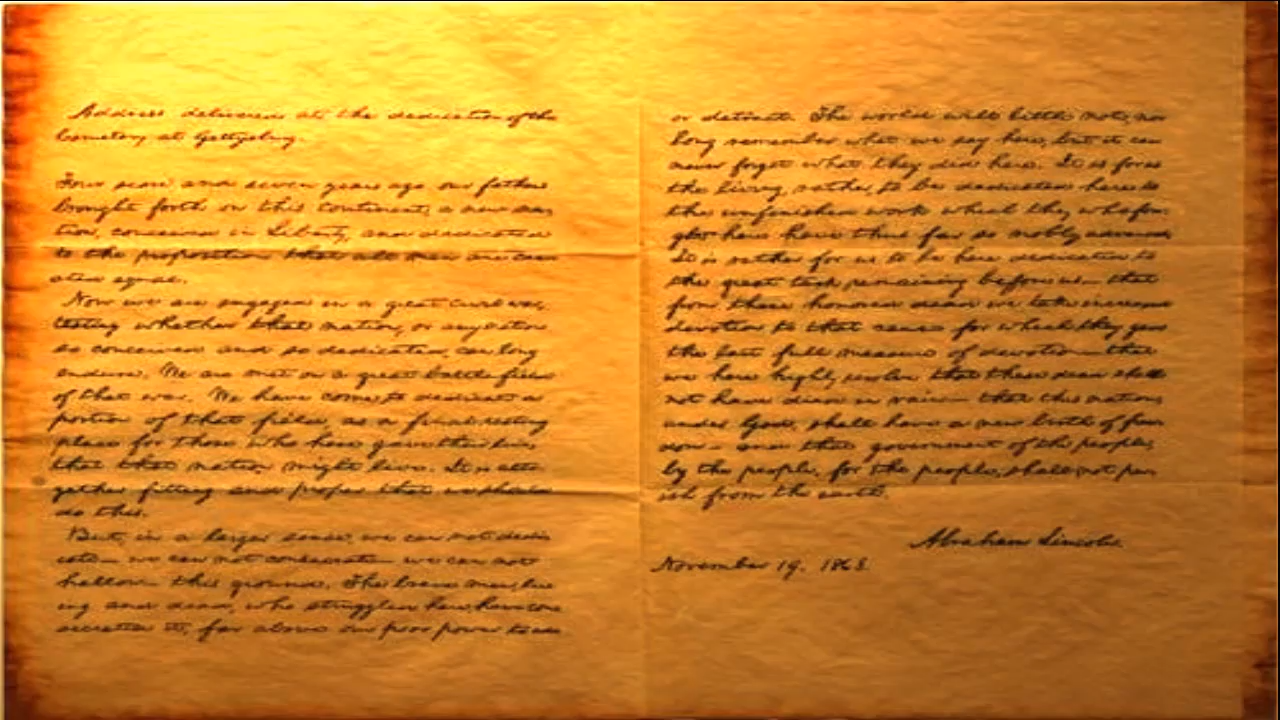 Address delivered at the dedication of the
Cemetery at Gettysburg.
Four score and seven years ago our fathers
brought forth on this continent, a new na-
tion, conceived in Liberty, and dedicated
to the proposition that all men are cre-
ated equal.
Now we are engaged in a great civil war,
testing whether that nation, or any nation
so conceived and so dedicated, can long
endure. We are met on a great battle-field
of that war. We have come to dedicate a
portion of that field, as a final resting
place for those who here gave their lives
that that nation might live. It is alto-
gether fitting and proper that we should
do this.
But, in a larger sense, we can not dedi-
cate— we can not consecrate— we can not
hallow— this ground. The brave men, liv-
ing and dead, who struggled here, have con-
secrated it, far above our poor power to add
or detract. The world will little note, nor
long remember what we say here, but it can
never forget what they did here. It is for us
the living, rather, to be dedicated here to
the unfinished work which they who fou-
ght here have thus far so nobly advanced.
It is rather for us to be here dedicated to
the great task remaining before us— that
from these honored dead we take increased
devotion to that cause for which they gave
the last full measure of devotion— that
we here highly resolve that these dead shall
not have died in vain— that this nation,
under God, shall have a new birth of free-
dom— and that government of the people,
by the people, for the people, shall not per-
ish from the earth.
Abraham Lincoln.
November 19. 1863.